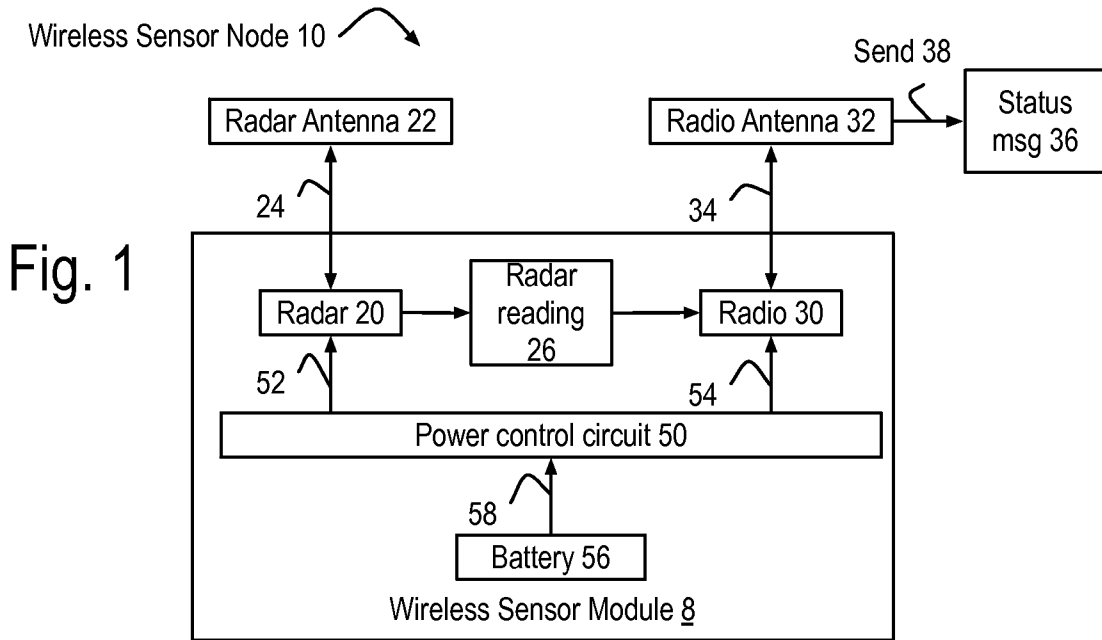 Wireless Sensor Node 10
Send 38
Status
msg 36
Radar Antenna 22
Radio Antenna 32
24
34
Fig. 1
Radar 20
Radar
reading
26
Radio 30
52
54
Power control circuit 50
58
Battery 56
Wireless Sensor Module 8